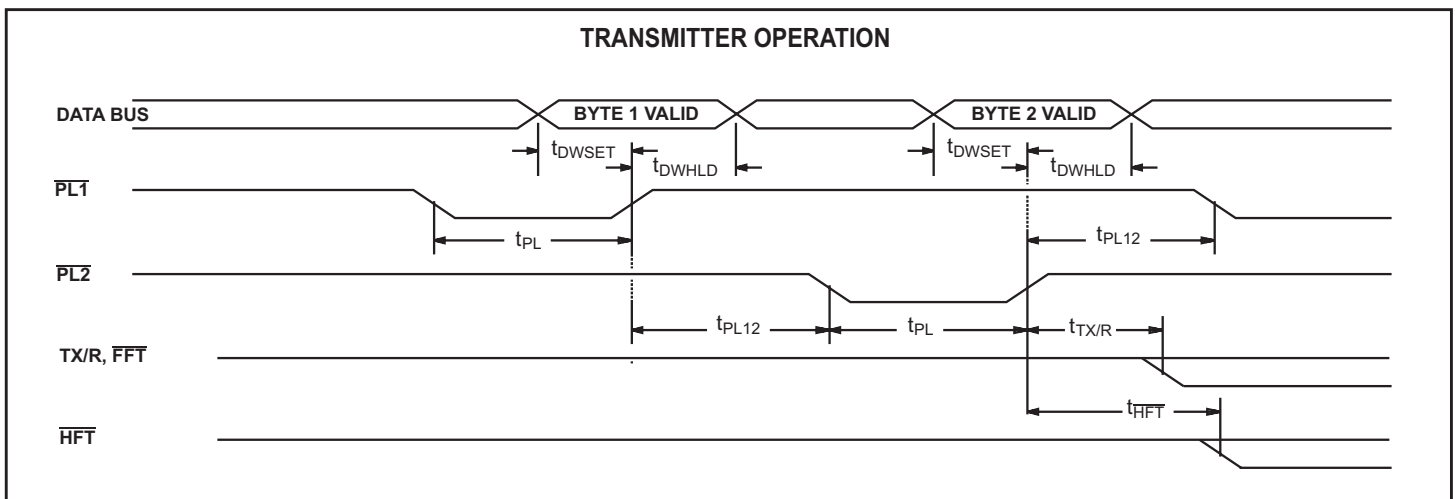 TRANSMITTER OPERATION
DATA BUS
BYTE 1 VALID
BYTE 2 VALID
tDWSET
tDWHLD
tDWSET
tDWHLD
PL1
tPL
tPL12
PL2
tPL12
tPL
tTX/R
TX/R, FFT
tHFT
HFT